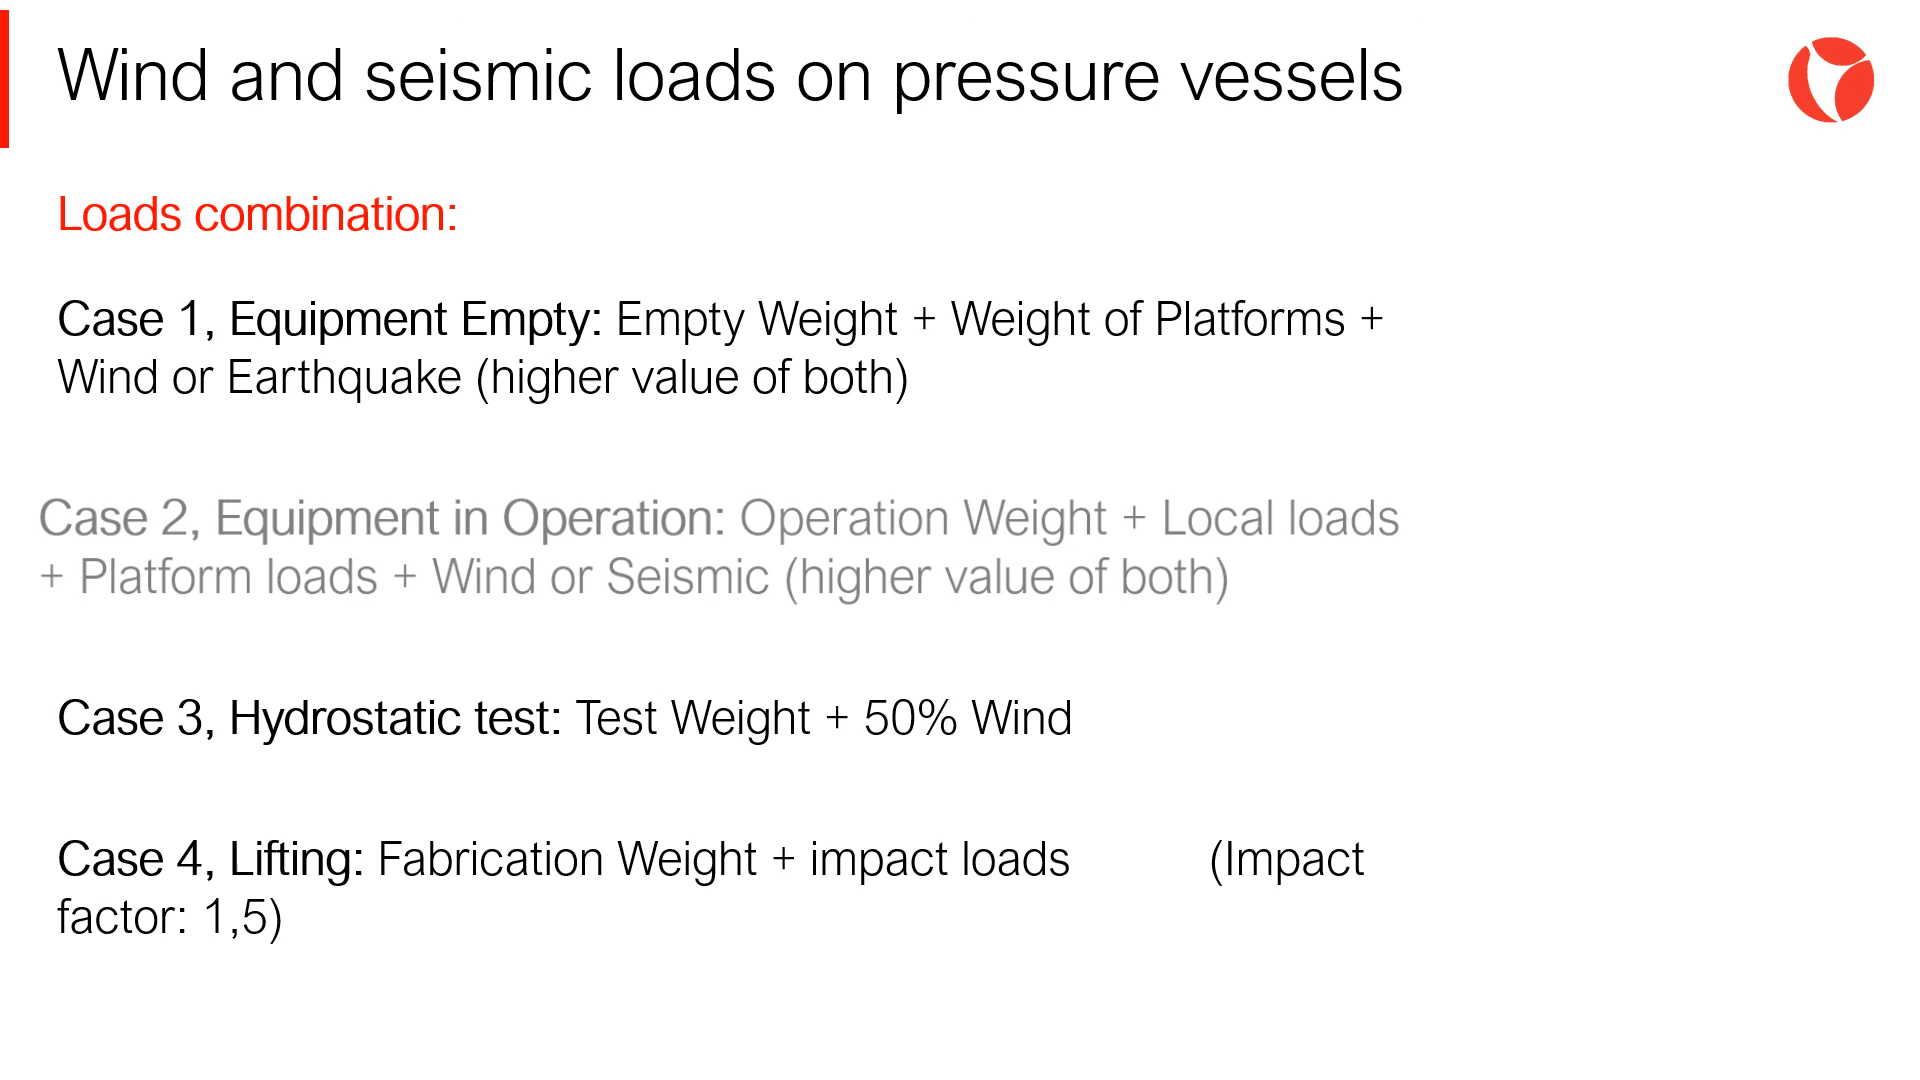 Wind and seismic loads on pressure vessels
Loads combination:
Case 1, Equipment Empty: Empty Weight + Weight of Platforms +
Wind or Earthquake (higher value of both)
Case 2, Equipment in Operation: Operation Weight + Local loads
+ Platform loads + Wind or Seismic (higher value of both)
Case 3, Hydrostatic test: Test Weight + 50% Wind
Case 4, Lifting: Fabrication Weight + impact loads (Impact
factor: 1,5)